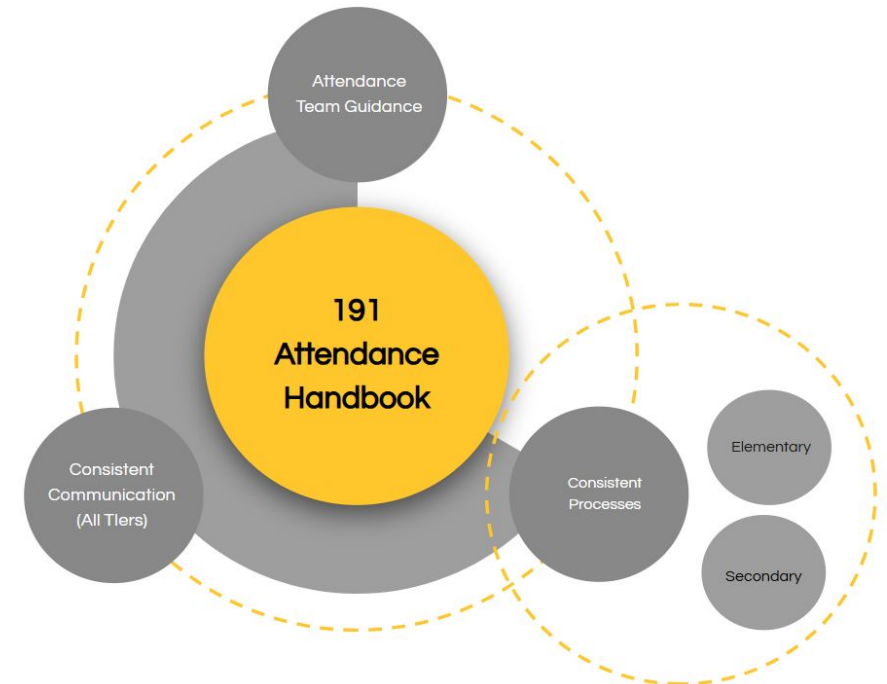 Attendance
Team Guidance
191
Attendance
Handbook
Consistent
Communication
(All TIers)
Consistent
Processes
Elementary
Secondary